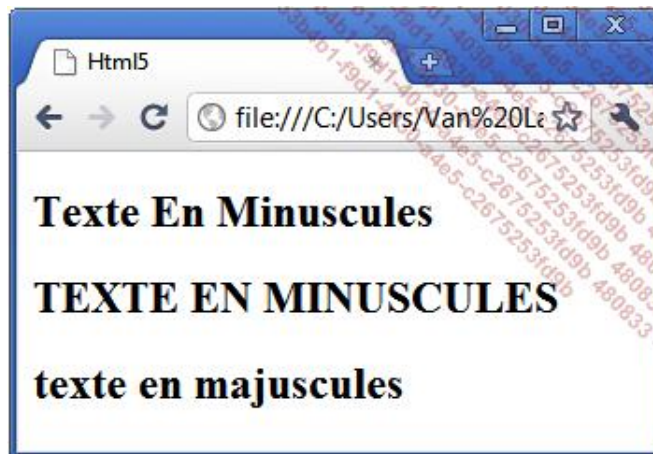 Html5
file:///C:/Users/Van%20La
Texte En Minuscules
TEXTE EN MINUSCULES
texte en majuscules